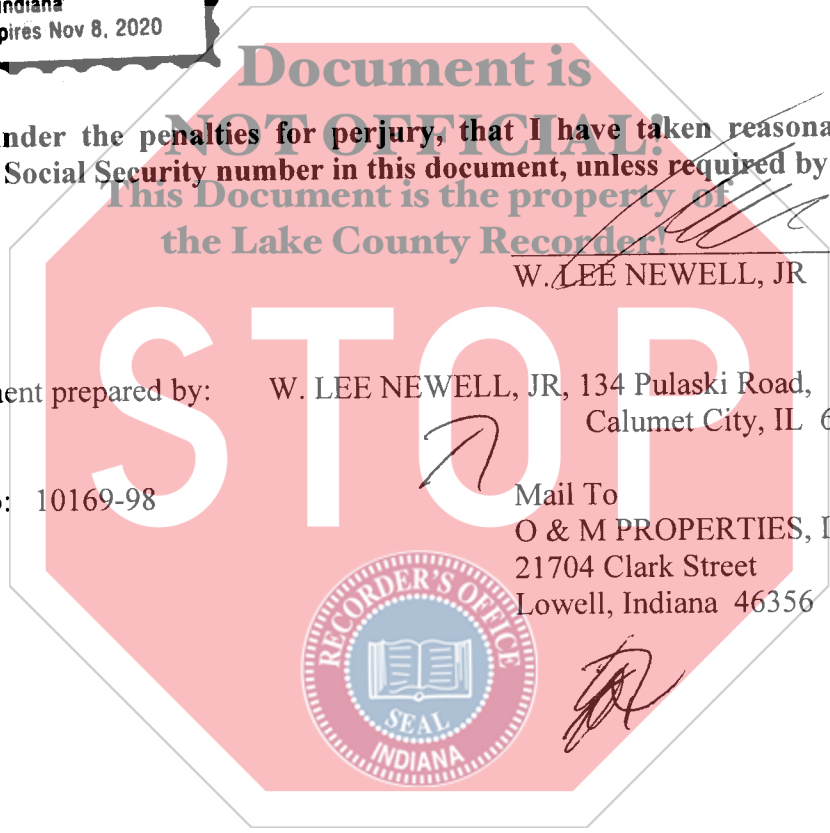 Indiana
pires Nov 8, 2020
Document is
nder the penalties for perjury, that I have taken reasona
NOT OFFICIAL!
Social Security number in this document, unless required by
This Document is the property of
the Lake County Recorder!
W. LEE NEWELL, JR
STOP
ent prepared by: W. LEE NEWELL, JR, 134 Pulaski Road,
Calumet City, IL 6
: 10169-98
Mail To
O & M PROPERTIES,
21704 Clark Street
Lowell, Indiana 46356
RECORDER'S OFFICE
SEAL
INDIANA